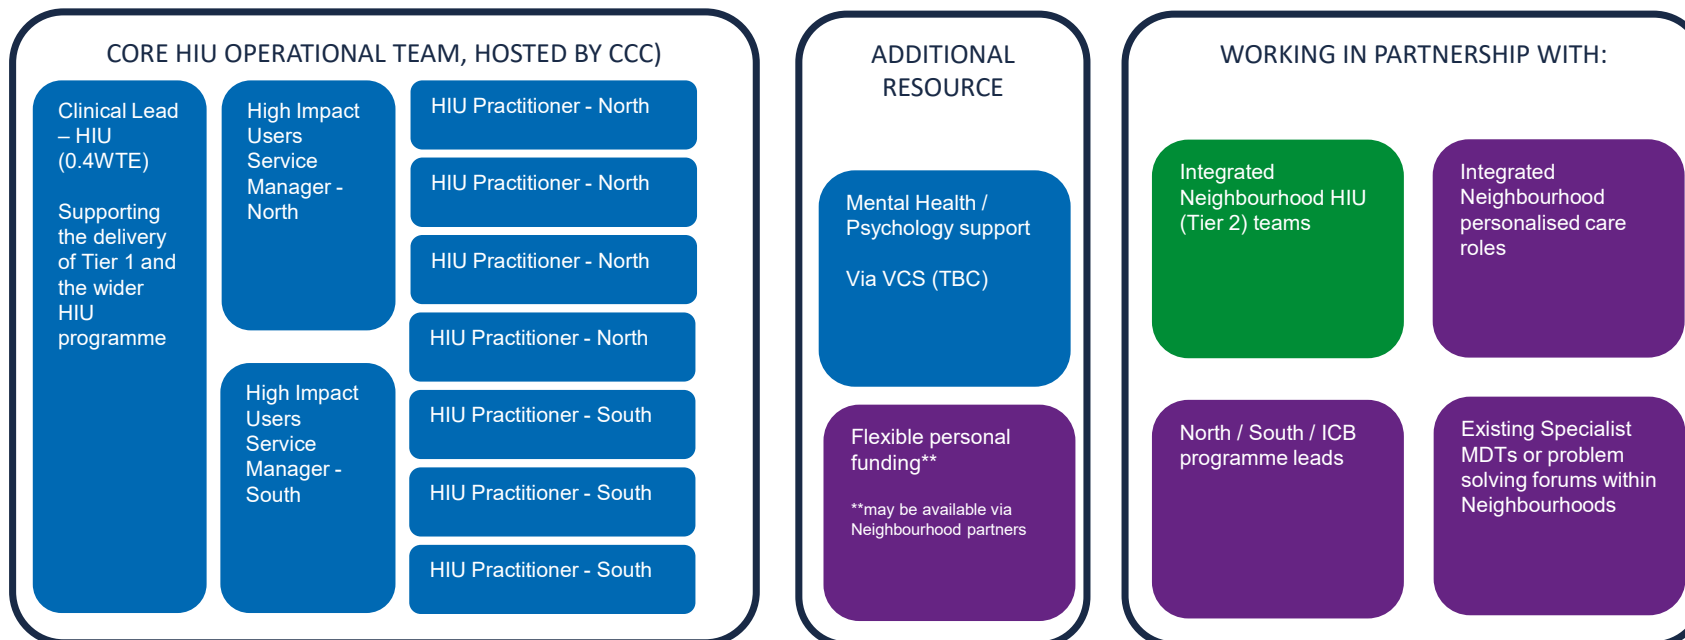 CORE HIU OPERATIONAL TEAM, HOSTED BY CCC)
Clinical Lead
– HIU
(0.4WTE)
Supporting
the delivery
of Tier 1 and
the wider
HIU
programme
High Impact
Users
Service
Manager -
North
High Impact
Users
Service
Manager -
South
HIU Practitioner - North
HIU Practitioner - North
HIU Practitioner - North
HIU Practitioner - North
HIU Practitioner - South
HIU Practitioner - South
HIU Practitioner - South
ADDITIONAL
RESOURCE
Mental Health /
Psychology support
Via VCS (TBC)
Flexible personal
funding**
**may be available via
Neighbourhood partners
WORKING IN PARTNERSHIP WITH:
Integrated
Neighbourhood HIU
(Tier 2) teams
Integrated
Neighbourhood
personalised care
roles
North / South / ICB
programme leads
Existing Specialist
MDTs or problem
solving forums within
Neighbourhoods